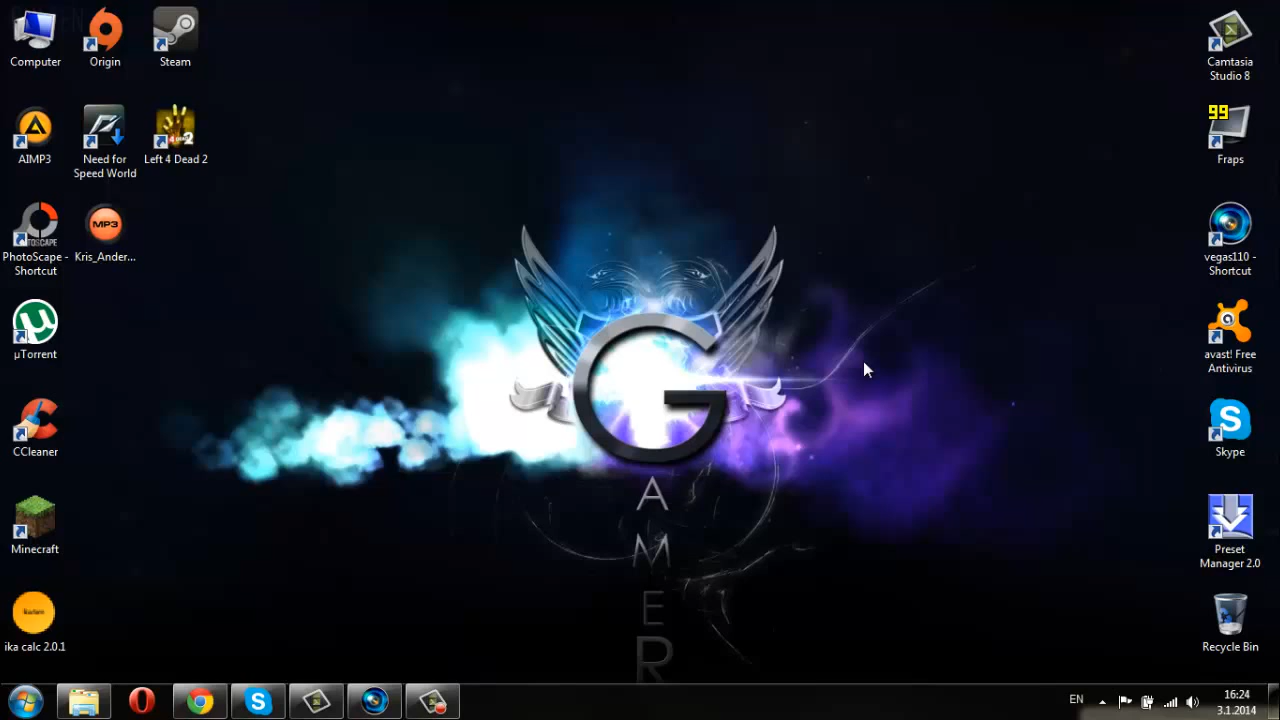 Computer
Origin
Steam
Camtasia
Studio 8
AIMP3
Need for
Speed World
Left 4 Dead 2
99
Fraps
PhotoScape -
Shortcut
MP3
Kris_Ander...
vegas110 -
Shortcut
µTorrent
avast! Free
Antivirus
CCleaner
Skype
Minecraft
Preset
Manager 2.0
ika calc 2.0.1
Recycle Bin
G
A
M
E
R
EN
16:24
3.1.2014